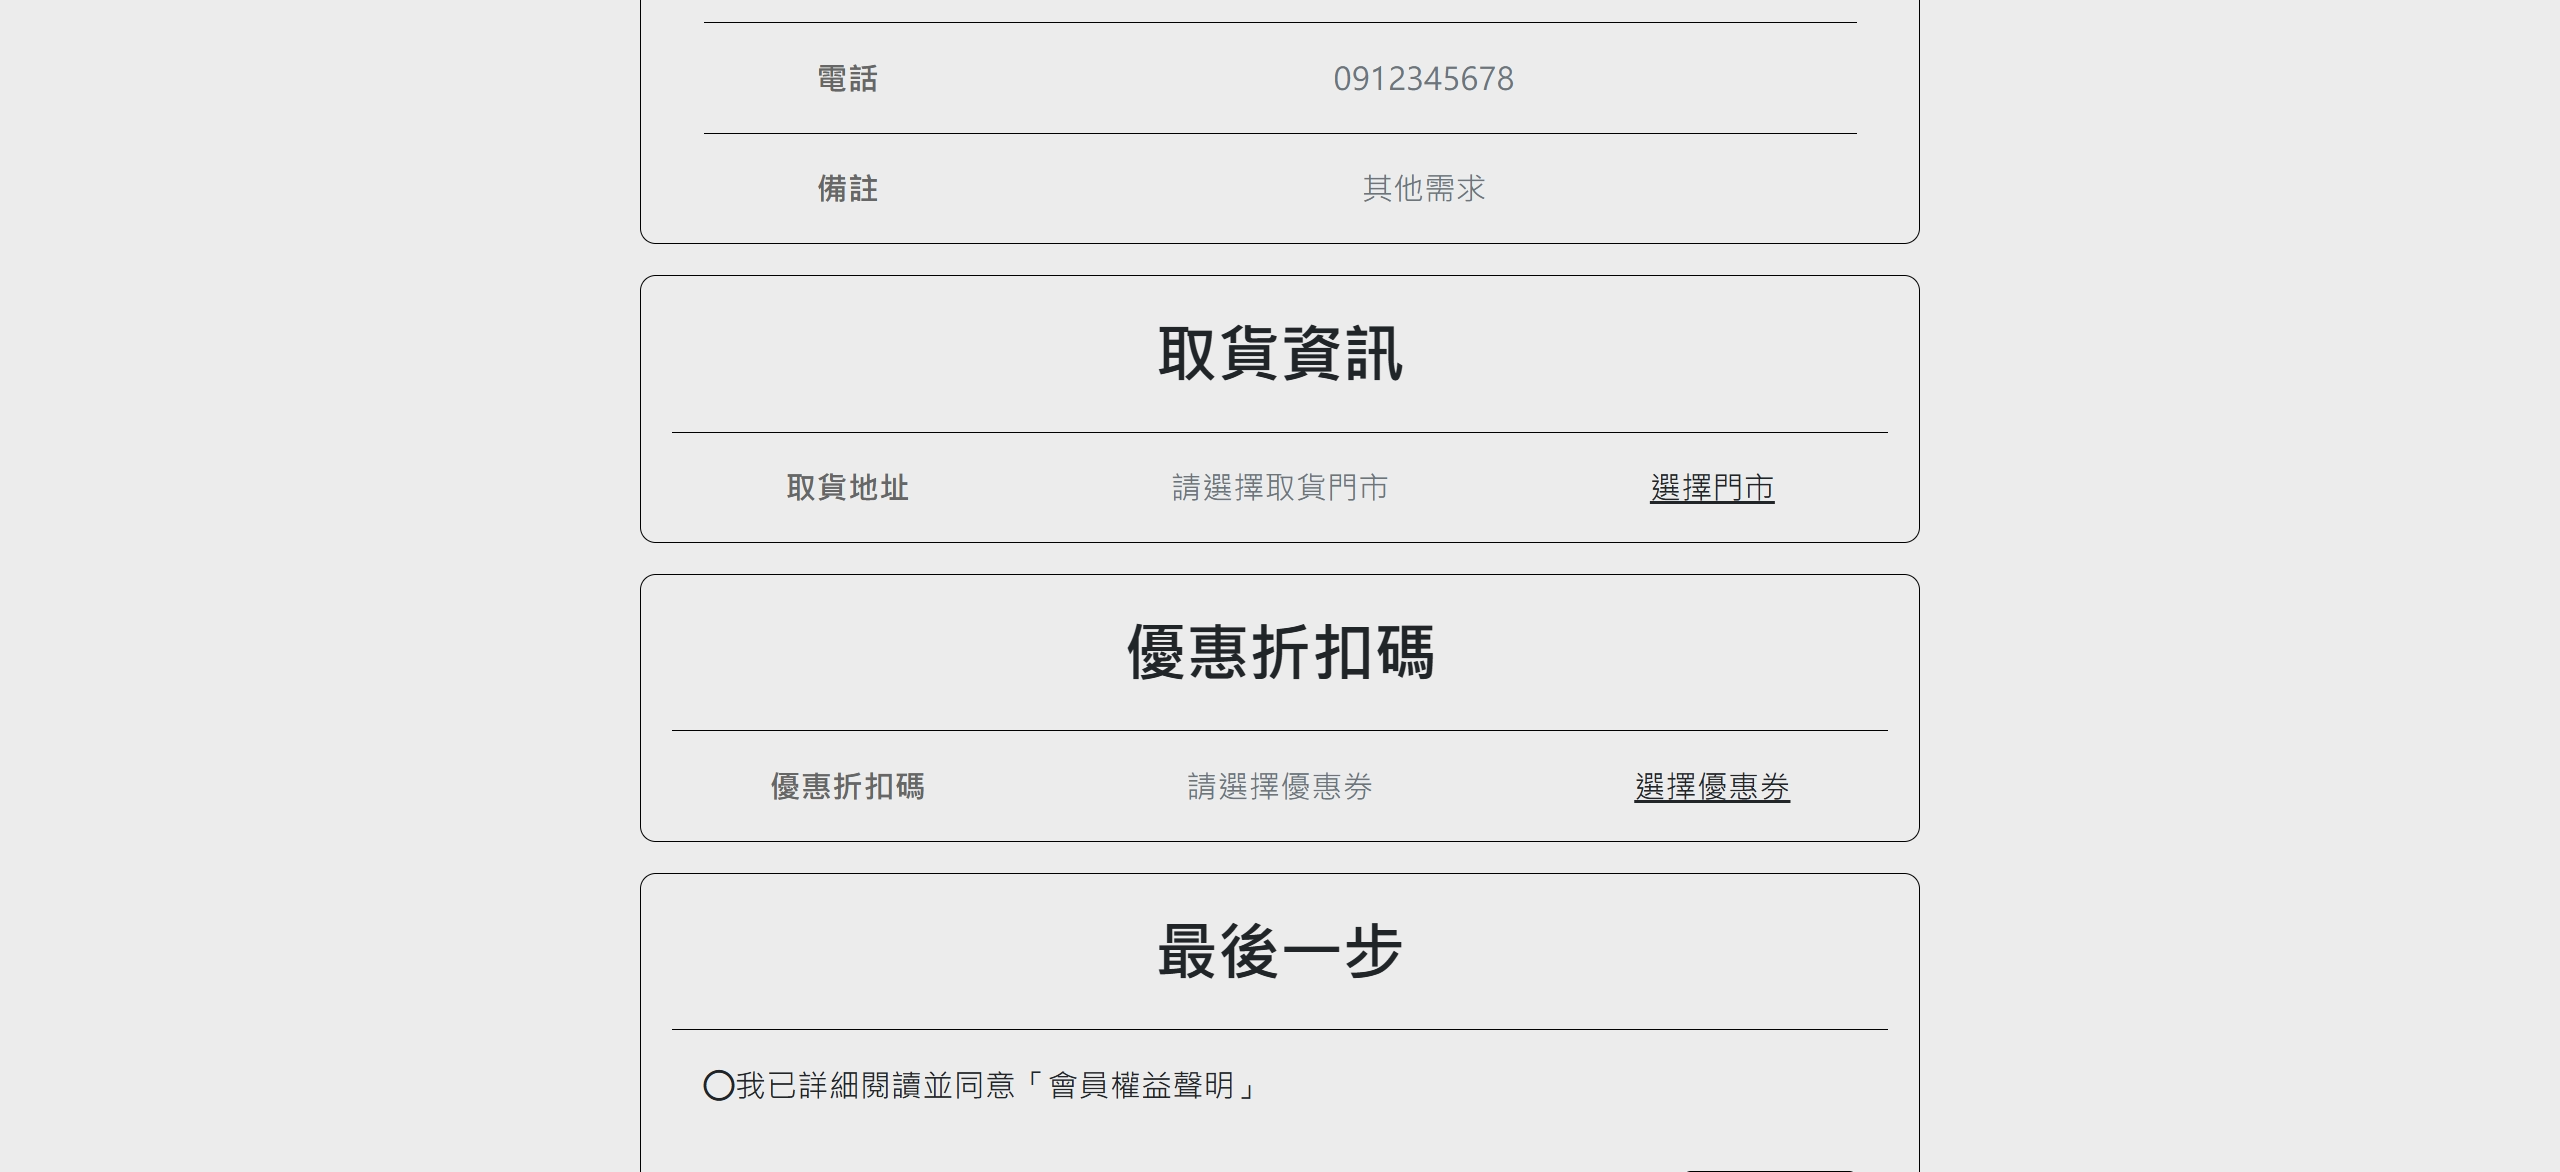 電話 0912345678
備註 其他需求
取貨資訊
取貨地址 請選擇取貨門市 選擇門市
優惠折扣碼
優惠折扣碼 請選擇優惠券 選擇優惠券
最後一步
我已詳細閱讀並同意「會員權益聲明」